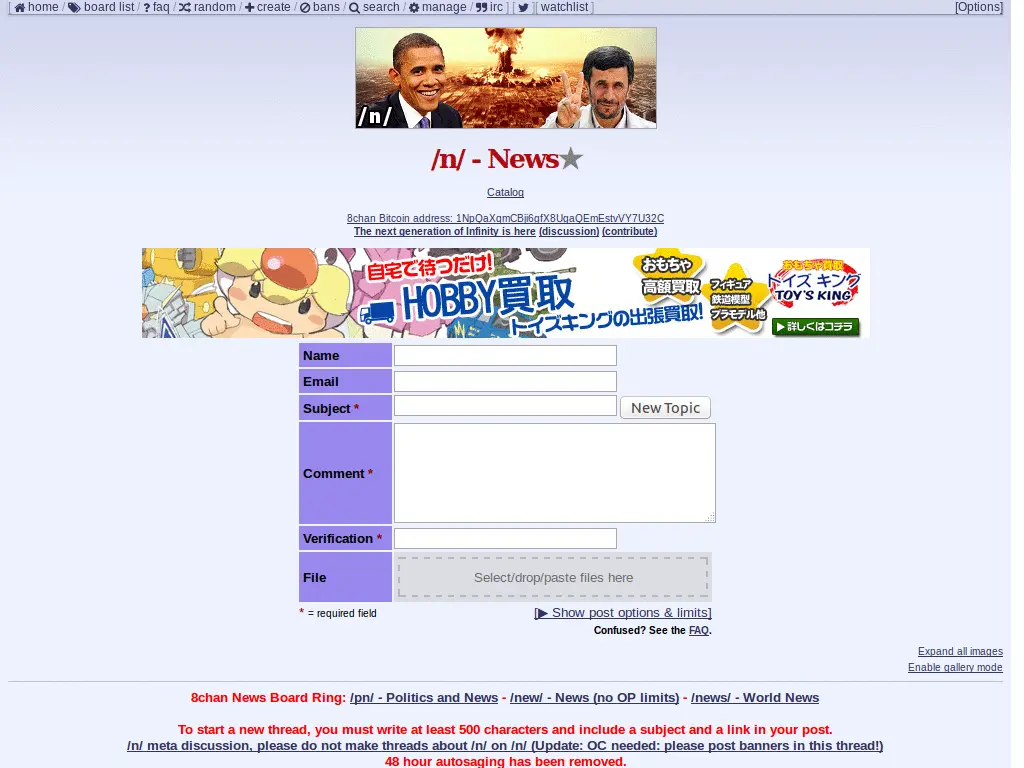 [ home / board list / ? faq / random / create / bans / search / manage / irc ] [ ] [ watchlist ] [Options]
/n/
/n/ - News★
Catalog
8chan Bitcoin address: 1NpQaXqmCBji6gfX8UgaQEmEstvVY7U32C
The next generation of Infinity is here (discussion) (contribute)
自宅で待つだけ!
HOBBY買取
トイズキングの出張買取!
おもちゃ
高額買取
フィギュア
鉄道模型
プラモデル他
おもちゃ買取
トイズ キング
TOY'S KING
▶詳しくはコチラ
Name
Email
Subject * New Topic
Comment *
Verification *
File Select/drop/paste files here
* = required field [▶ Show post options & limits]
Confused? See the FAQ.
Expand all images
Enable gallery mode
8chan News Board Ring: /pn/ - Politics and News - /new/ - News (no OP limits) - /news/ - World News
To start a new thread, you must write at least 500 characters and include a subject and a link in your post.
/n/ meta discussion, please do not make threads about /n/ on /n/ (Update: OC needed: please post banners in this thread!)
48 hour autosaging has been removed.